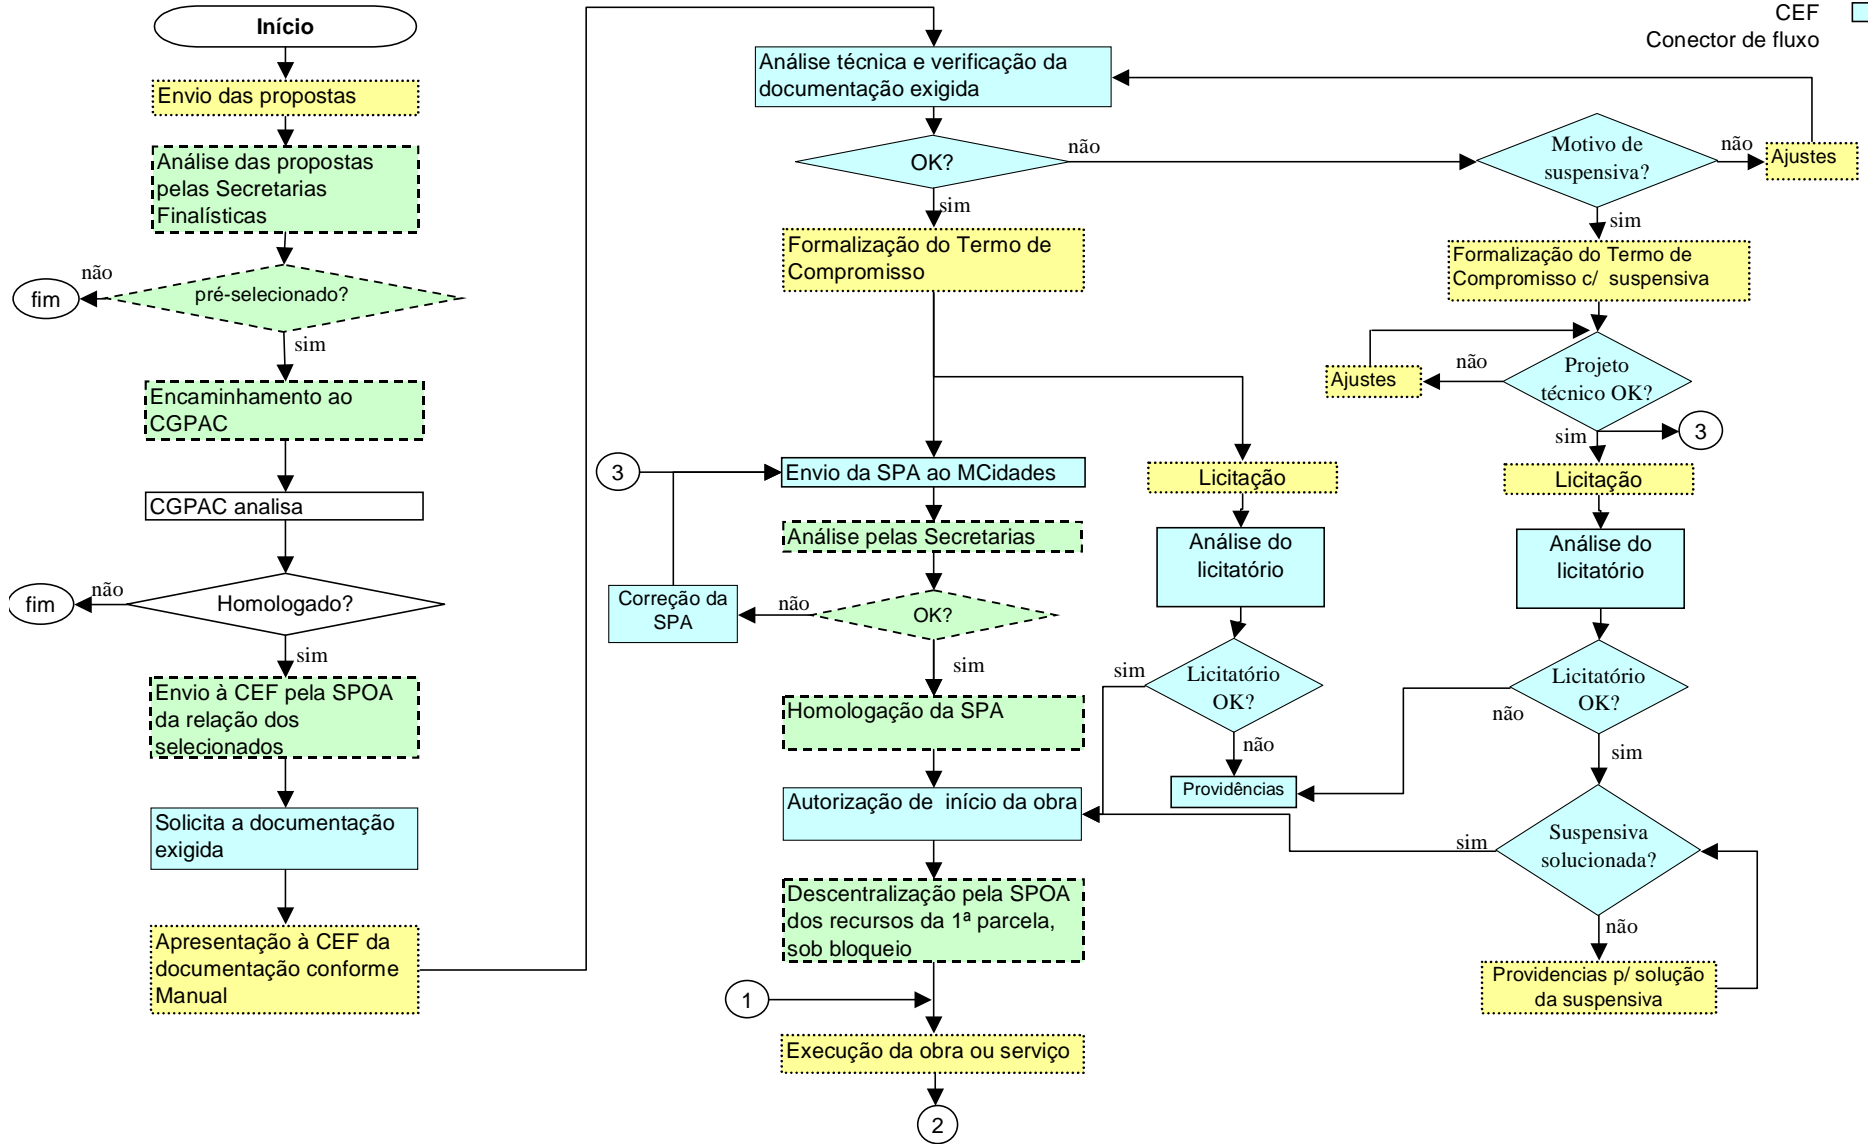 Início
Envio das propostas
Análise das propostas
pelas Secretarias
Finalísticas
não
pré-selecionado?
fim
sim
Encaminhamento ao
CGPAC
CGPAC analisa
não
Homologado?
fim
sim
Envio à CEF pela SPOA
da relação dos
selecionados
Solicita a documentação
exigida
Apresentação à CEF da
documentação conforme
Manual
CEF
Conector de fluxo
Análise técnica e verificação da
documentação exigida
OK?
não
sim
Formalização do Termo de
Compromisso
3
Envio da SPA ao MCidades
Análise pelas Secretarias
Correção da
SPA
não
OK?
sim
Homologação da SPA
Autorização de início da obra
Descentralização pela SPOA
dos recursos da 1ª parcela,
sob bloqueio
1
Execução da obra ou serviço
2
Licitação
Análise do
licitatório
sim
Licitatório
OK?
não
Providências
Motivo de
suspensiva?
não
Ajustes
sim
Formalização do Termo de
Compromisso c/ suspensiva
não
Ajustes
Projeto
técnico OK?
sim
3
Licitação
Análise do
licitatório
Licitatório
OK?
não
sim
sim
Suspensiva
solucionada?
não
Providencias p/ solução
da suspensiva